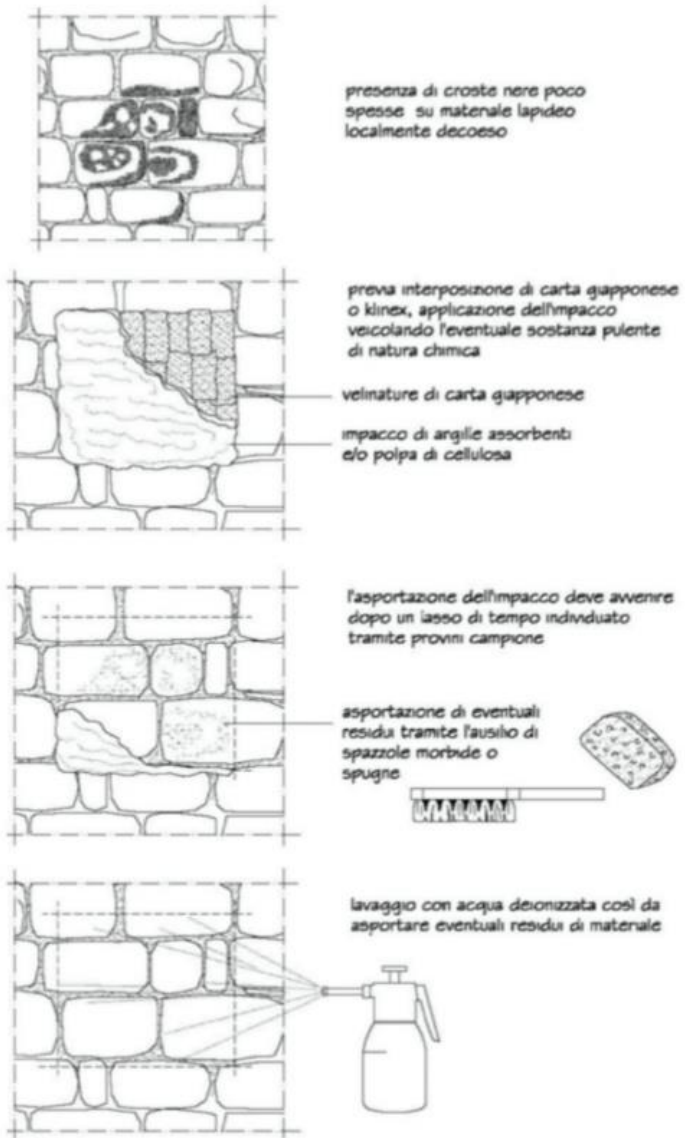 presenza di croste nere poco
spesse su materiale lapideo
localmente decoeso
previa interposizione di carta giapponese
o klinex, applicazione dell'impacco
veicolando l'eventuale sostanza pulente
di natura chimica
velinature di carta giapponese
impacco di argille assorbenti
e/o polpa di cellulosa
l'asportazione dell'impacco deve avvenire
dopo un lasso di tempo individuato
tramite provini campione
asportazione di eventuali
residui tramite l'ausilio di
spazzole morbide o
spugne
lavaggio con acqua deionizzata così da
asportare eventuali residui di materiale